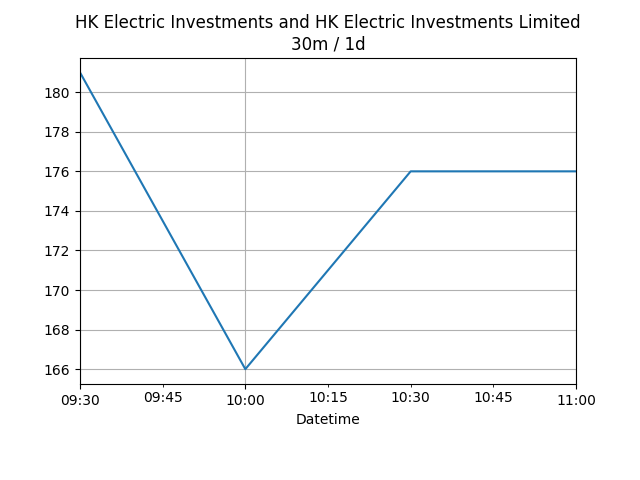 HK Electric Investments and HK Electric Investments Limited
30m / 1d
180
178
176
174
172
170
168
166
09:30 09:45 10:00 10:15 10:30 10:45 11:00
Datetime